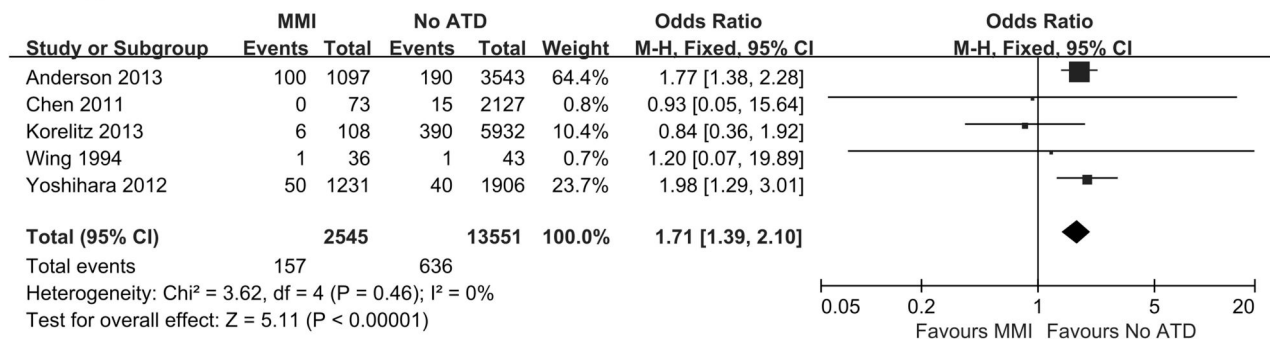 MMI No ATD Odds Ratio Odds Ratio
Study or Subgroup Events Total Events Total Weight M-H, Fixed, 95% CI M-H, Fixed, 95% CI
Anderson 2013 100 1097 190 3543 64.4% 1.77 [1.38, 2.28]
Chen 2011 0 73 15 2127 0.8% 0.93 [0.05, 15.64]
Korelitz 2013 6 108 390 5932 10.4% 0.84 [0.36, 1.92]
Wing 1994 1 36 1 43 0.7% 1.20 [0.07, 19.89]
Yoshihara 2012 50 1231 40 1906 23.7% 1.98 [1.29, 3.01]
Total (95% CI) 2545 13551 100.0% 1.71 [1.39, 2.10]
Total events 157 636
Heterogeneity: Chi² = 3.62, df = 4 (P = 0.46); I² = 0%
Test for overall effect: Z = 5.11 (P < 0.00001)
0.05 0.2 1 5 20
Favours MMI Favours No ATD